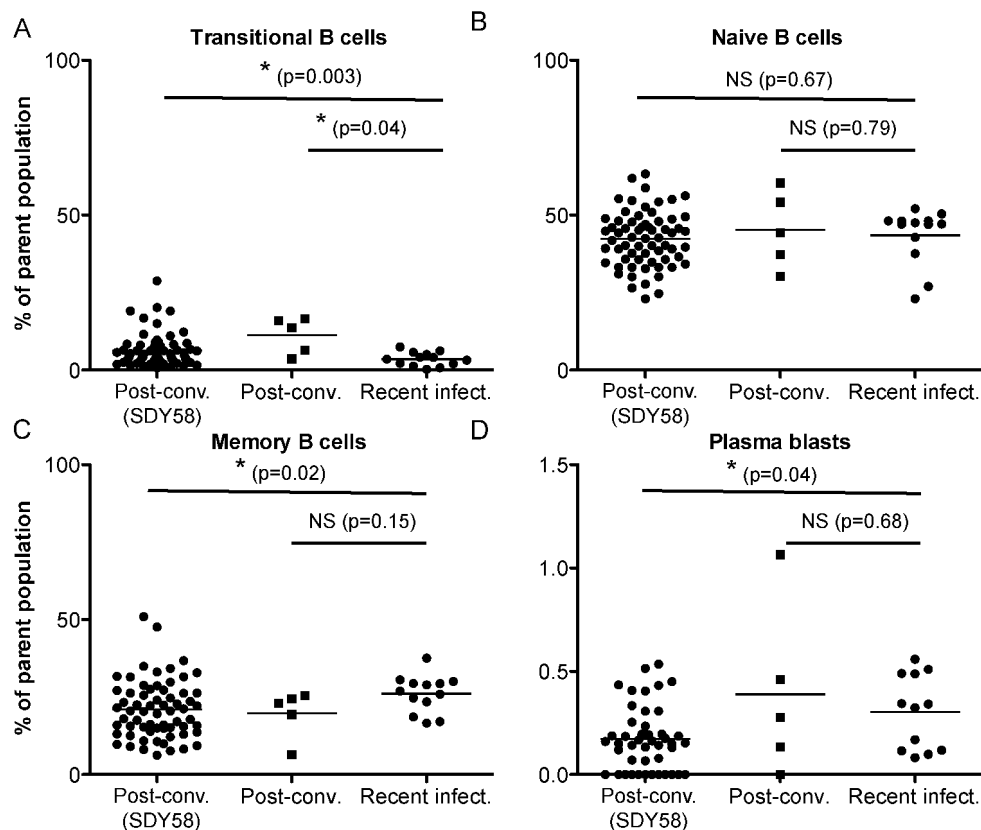 A
Transitional B cells
% of parent population
100
50
0
* (p=0.003)
* (p=0.04)
Post-conv.
(SDY58)
Post-conv.
Recent infect.
B
Naive B cells
100
50
0
NS (p=0.67)
NS (p=0.79)
Post-conv.
(SDY58)
Post-conv.
Recent infect.
C
Memory B cells
% of parent population
100
50
0
* (p=0.02)
NS (p=0.15)
Post-conv.
(SDY58)
Post-conv.
Recent infect.
D
Plasma blasts
1.5
1.0
0.5
0.0
* (p=0.04)
NS (p=0.68)
Post-conv.
(SDY58)
Post-conv.
Recent infect.